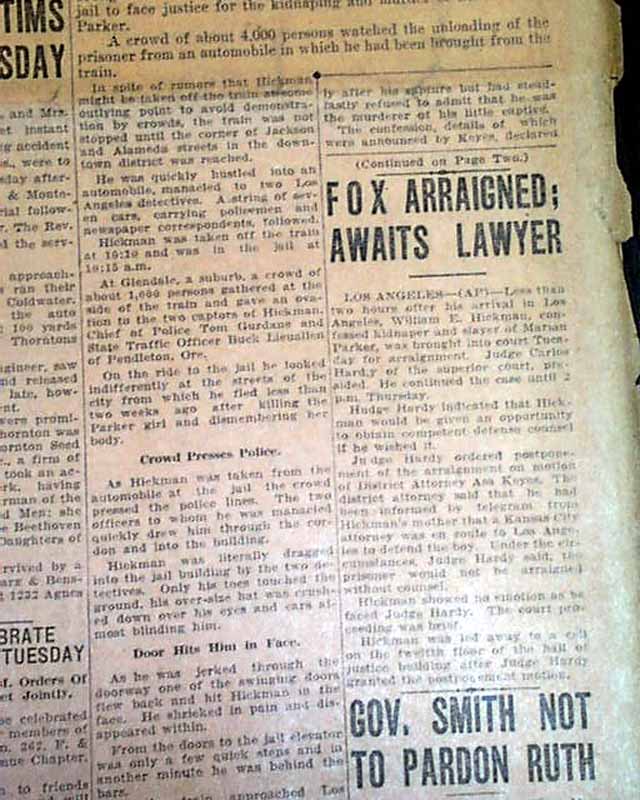 TIMS
SDAY
and Mrs.
et instant
ng accident
s., were to
sday after-
& Monte-
rial follow-
r. The Rev.
d the serv-
approach-
s ran their
Coldwater.
the auto
100 yards
Thorntons
gineer, saw
nd released
late, how-
nt.
were promi-
hornton was
ornton Seed
c., a firm of
took an ac-
erk, having
rman of the
d Men; she
e Beethoven
Daughters of
rvived by a
arz & Bens-
1222 Agnes
BRATE
TUESDAY
sf. Orders Of
et Jointly.
be celebrated
members of
n. 262, F. &
nue Chapter.
to friends
jail to face justice for the kidnaping and murder of
Parker.
A crowd of about 4,000 persons watched the unloading of the
prisoner from an automobile in which he had been brought from the
train.
In spite of rumors that Hickman
might be taken off the train at some
outlying point to avoid demonstra-
tion by crowds, the train was not
stopped until the corner of Jackson
and Alameda streets in the down-
town district was reached.
He was quickly hustled into an
automobile, manacled to two Los
Angeles detectives. A string of sev-
en cars, carrying policemen and
newspaper correspondents, followed.
Hickman was taken off the train
at 10:10 and was in the jail at
10:15 a.m.
At Glendale, a suburb, a crowd of
about 1,000 persons gathered at the
side of the train and gave an ova-
tion to the two captors of Hickman,
Chief of Police Tom Gurdane and
State Traffic Officer Buck Lieuallen
of Pendleton, Ore.
On the ride to the jail he looked
indifferently at the streets of the
city from which he fled less than
two weeks ago after killing the
Parker girl and dismembering her
body.
Crowd Presses Police.
As Hickman was taken from the
automobile at the jail the crowd
pressed the police lines. The two
officers to whom he was manacled
quickly drew him through the cor-
don and into the building.
Hickman was literally dragged
into the jail building by the two de-
tectives. Only his toes touched the
ground, his over-size hat was crush-
ed down over his eyes and ears al-
most blinding him.
Door Hits Him in Face.
As he was jerked through the
doorway one of the swinging doors
flew back and hit Hickman in the
face. He shrieked in pain and dis-
appeared within.
From the doors to the jail elevator
was only a few quick steps and in
another minute he was behind the
bars.
train approached Los
ly after his capture but had stead-
fastly refused to admit that he was
the murderer of his little captive.
The confession, details of which
were announced by Keyes, declared
(Continued on Page Two.)
FOX ARRAIGNED;
AWAITS LAWYER
LOS ANGELES—(AP)—Less than
two hours after his arrival in Los
Angeles, William E. Hickman, con-
fessed kidnaper and slayer of Marian
Parker, was brought into court Tues-
day for arraignment. Judge Carlos
Hardy of the superior court, pre-
sided. He continued the case until 2
p.m. Thursday.
Hudge Hardy indicated that Hick-
man would be given an opportunity
to obtain competent defense counsel
if he wished it.
Judge Hardy ordered postpone-
ment of the arraignment on motion
of District Attorney Asa Keyes. The
district attorney said that he had
been informed by telegram from
Hickman's mother that a Kansas City
attorney was en route to Los Ange-
les to defend the boy. Under the cir-
cumstances, Judge Hardy said, the
prisoner would not be arraigned
without counsel.
Hickman showed no emotion as he
faced Judge Hardy. The court pro-
ceeding was brief.
Hickman was led away to a cell
on the twelfth floor of the hall of
justice building after Judge Hardy
granted the postponement motion.
GOV. SMITH NOT
TO PARDON RUTH